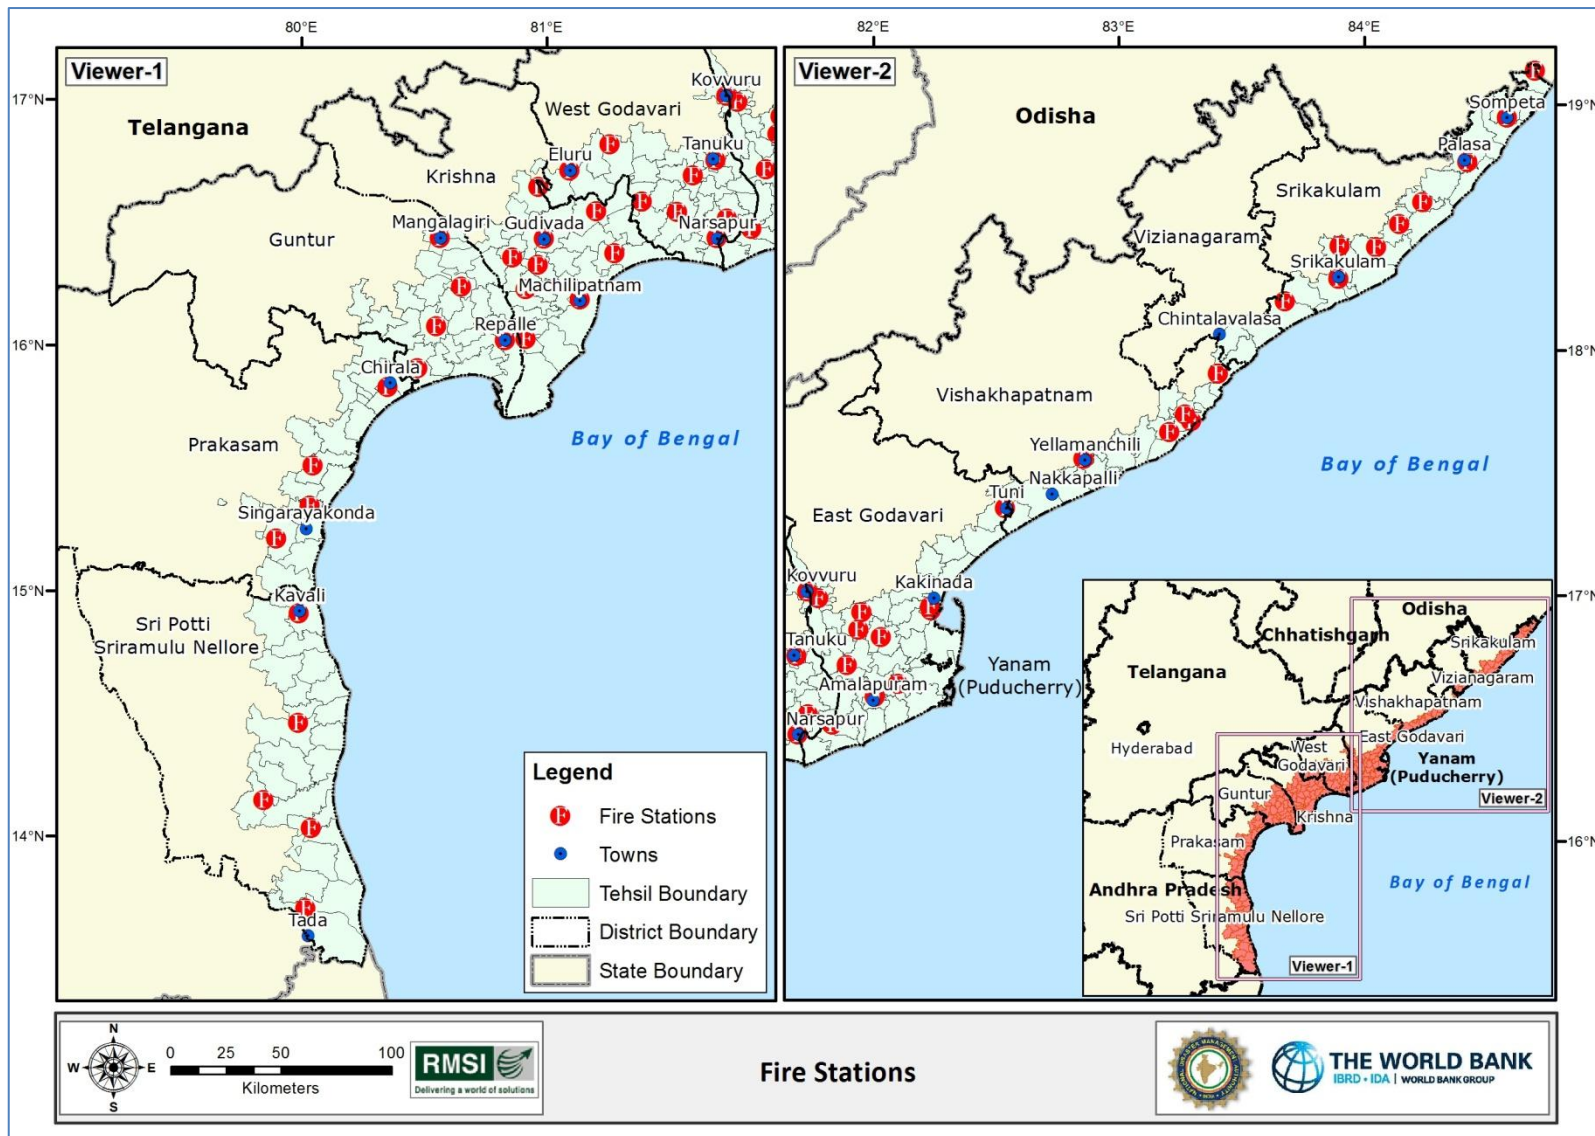 80°E
81°E
82°E
83°E
84°E
Viewer-1
17°N
16°N
15°N
14°N
Telangana
West Godavari
Kovvuru
F
Eluru
Tanuku
Krishna
Mangalagiri
Gudivada
Narsapur
Guntur
Machilipatnam
Repalle
Chirala
Prakasam
Bay of Bengal
Singarayakonda
Kavali
Sri Potti
Sriramulu Nellore
Tada
Legend
F Fire Stations
Towns
Tehsil Boundary
District Boundary
State Boundary
Viewer-2
19°N
18°N
17°N
16°N
Odisha
Sompeta
Palasa
Srikakulam
Vizianagaram
Srikakulam
Chintalavalasa
Vishakhapatnam
Yellamanchili
Bay of Bengal
Nakkapalli
Tuni
East Godavari
Kovvuru
Kakinada
Tanuku
Yanam
(Puducherry)
Amalapuram
Narsapur
Odisha
Chhatishgarh
Srikakulam
Telangana
Vizianagaram
Vishakhapatnam
Hyderabad
East Godavari
West
Godavari
Yanam
(Puducherry)
Guntur
Viewer-2
Krishna
Prakasam
Andhra Pradesh
Bay of Bengal
Sri Potti Sriramulu Nellore
Viewer-1
N
W E
S
0 25 50 100
Kilometers
RMSI
Delivering a world of solutions
Fire Stations
THE WORLD BANK
IBRD • IDA | WORLD BANK GROUP